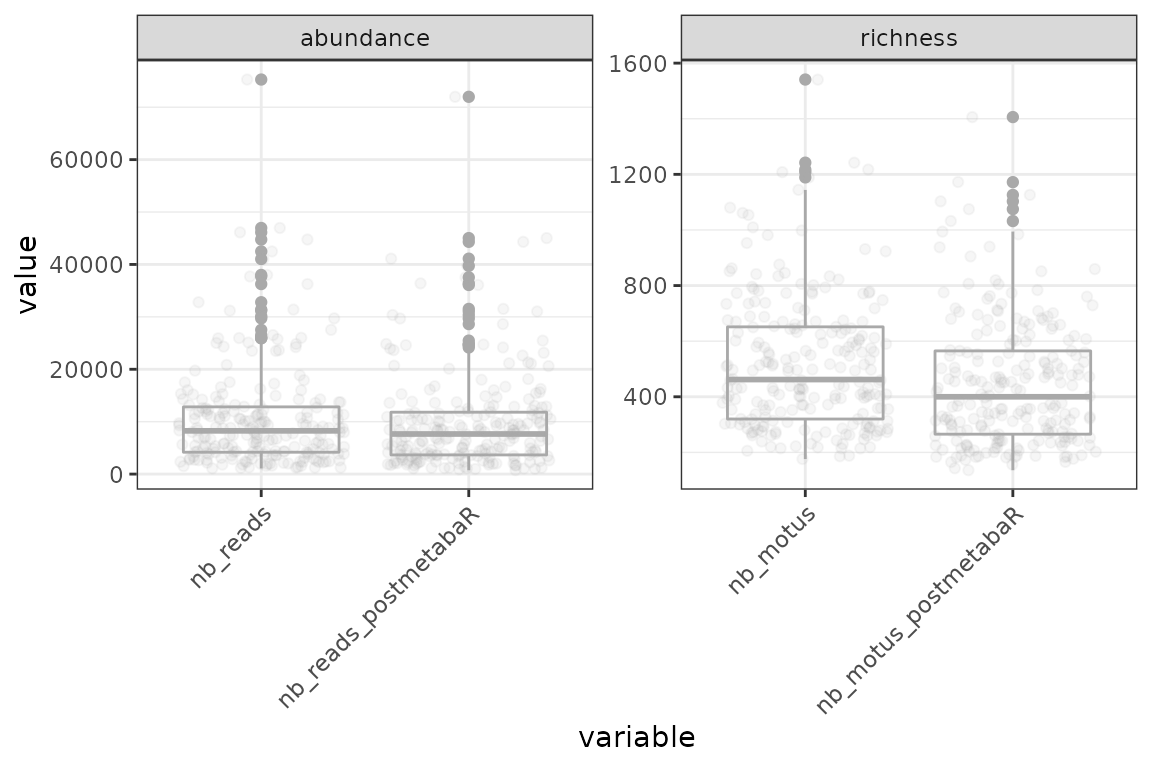 abundance
richness
value
60000
40000
20000
0
1600
1200
800
400
nb_reads
nb_reads_postmetabaR
nb_motus
nb_motus_postmetabaR
variable